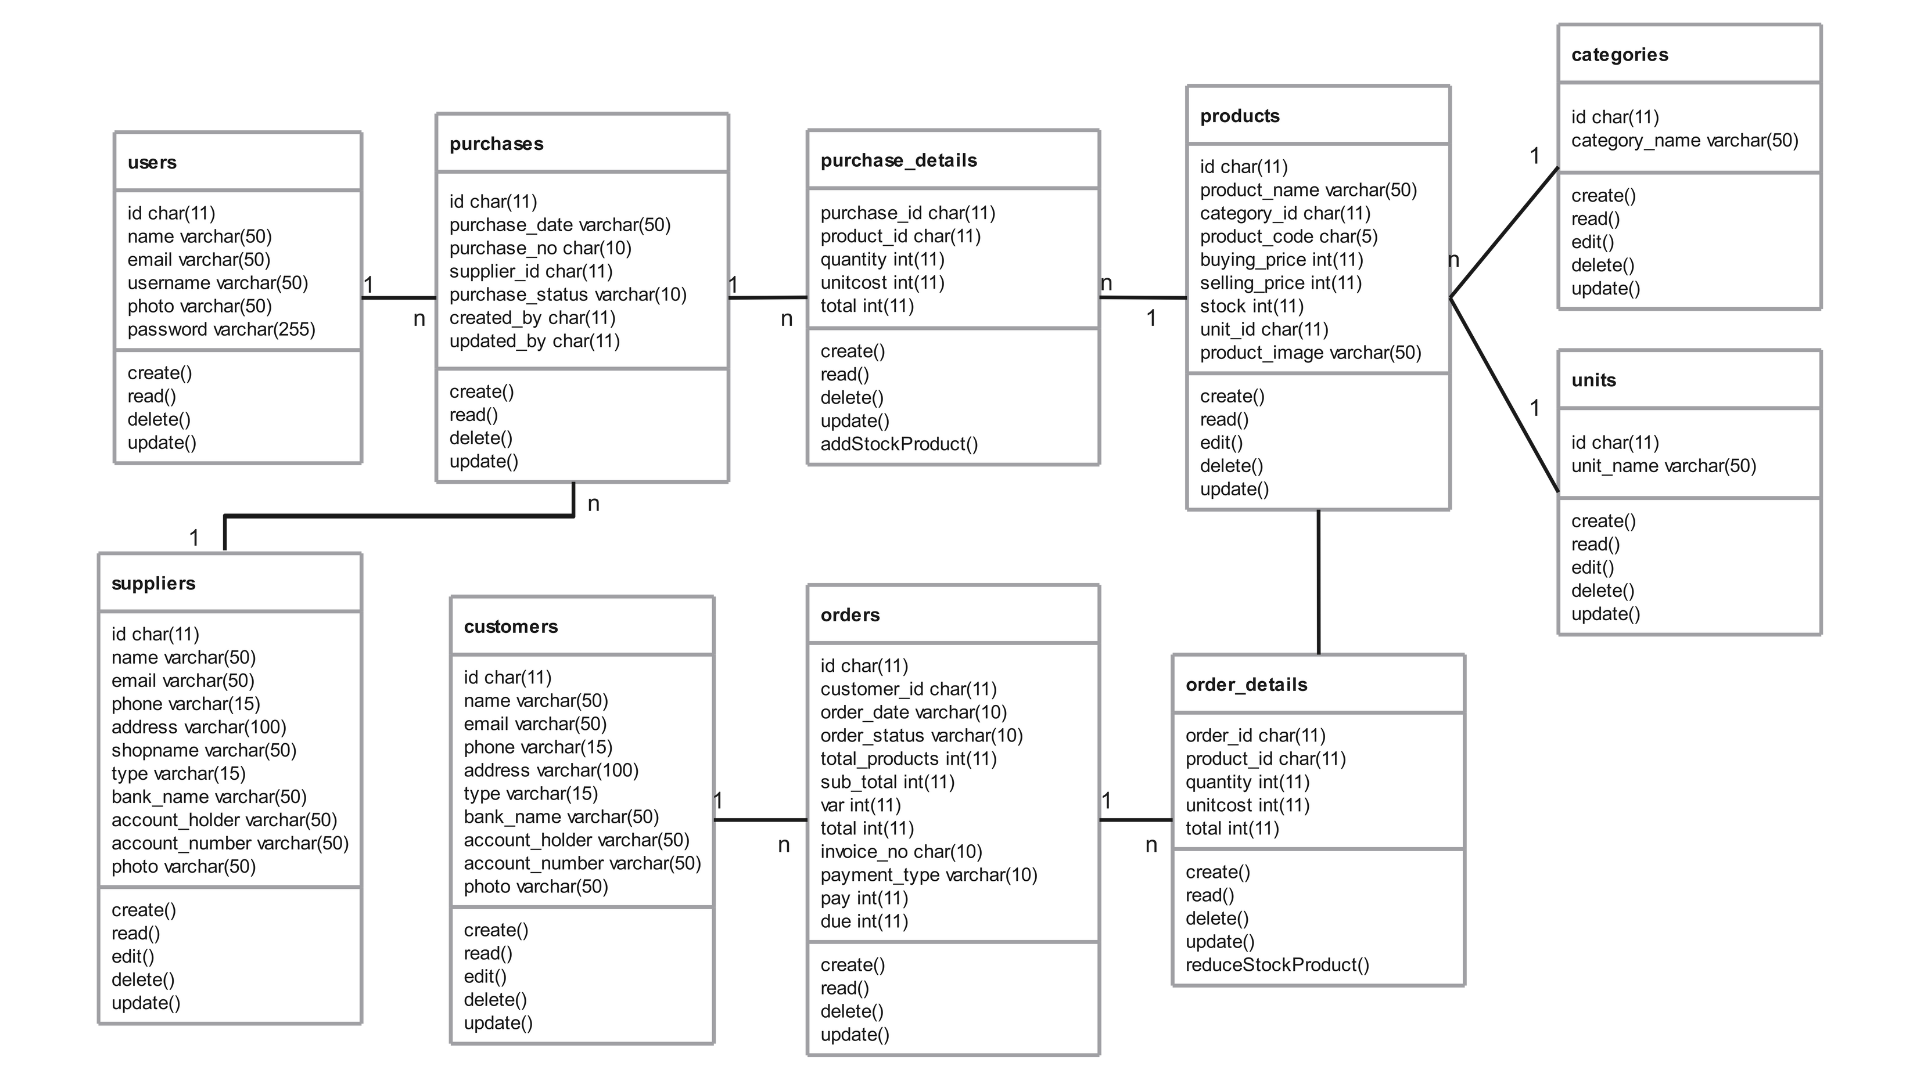 users
id char(11)
name varchar(50)
email varchar(50)
username varchar(50)
photo varchar(50)
password varchar(255)
create()
read()
delete()
update()
1
n
purchases
id char(11)
purchase_date varchar(50)
purchase_no char(10)
supplier_id char(11)
purchase_status varchar(10)
created_by char(11)
updated_by char(11)
create()
read()
delete()
update()
1
n
purchase_details
purchase_id char(11)
product_id char(11)
quantity int(11)
unitcost int(11)
total int(11)
create()
read()
delete()
update()
addStockProduct()
n
1
products
id char(11)
product_name varchar(50)
category_id char(11)
product_code char(5)
buying_price int(11)
selling_price int(11)
stock int(11)
unit_id char(11)
product_image varchar(50)
create()
read()
edit()
delete()
update()
n
1
1
categories
id char(11)
category_name varchar(50)
create()
read()
edit()
delete()
update()
units
id char(11)
unit_name varchar(50)
create()
read()
edit()
delete()
update()
n
1
suppliers
id char(11)
name varchar(50)
email varchar(50)
phone varchar(15)
address varchar(100)
shopname varchar(50)
type varchar(15)
bank_name varchar(50)
account_holder varchar(50)
account_number varchar(50)
photo varchar(50)
create()
read()
edit()
delete()
update()
customers
id char(11)
name varchar(50)
email varchar(50)
phone varchar(15)
address varchar(100)
type varchar(15)
bank_name varchar(50)
account_holder varchar(50)
account_number varchar(50)
photo varchar(50)
create()
read()
edit()
delete()
update()
1
n
orders
id char(11)
customer_id char(11)
order_date varchar(10)
order_status varchar(10)
total_products int(11)
sub_total int(11)
var int(11)
total int(11)
invoice_no char(10)
payment_type varchar(10)
pay int(11)
due int(11)
create()
read()
delete()
update()
1
n
order_details
order_id char(11)
product_id char(11)
quantity int(11)
unitcost int(11)
total int(11)
create()
read()
delete()
update()
reduceStockProduct()